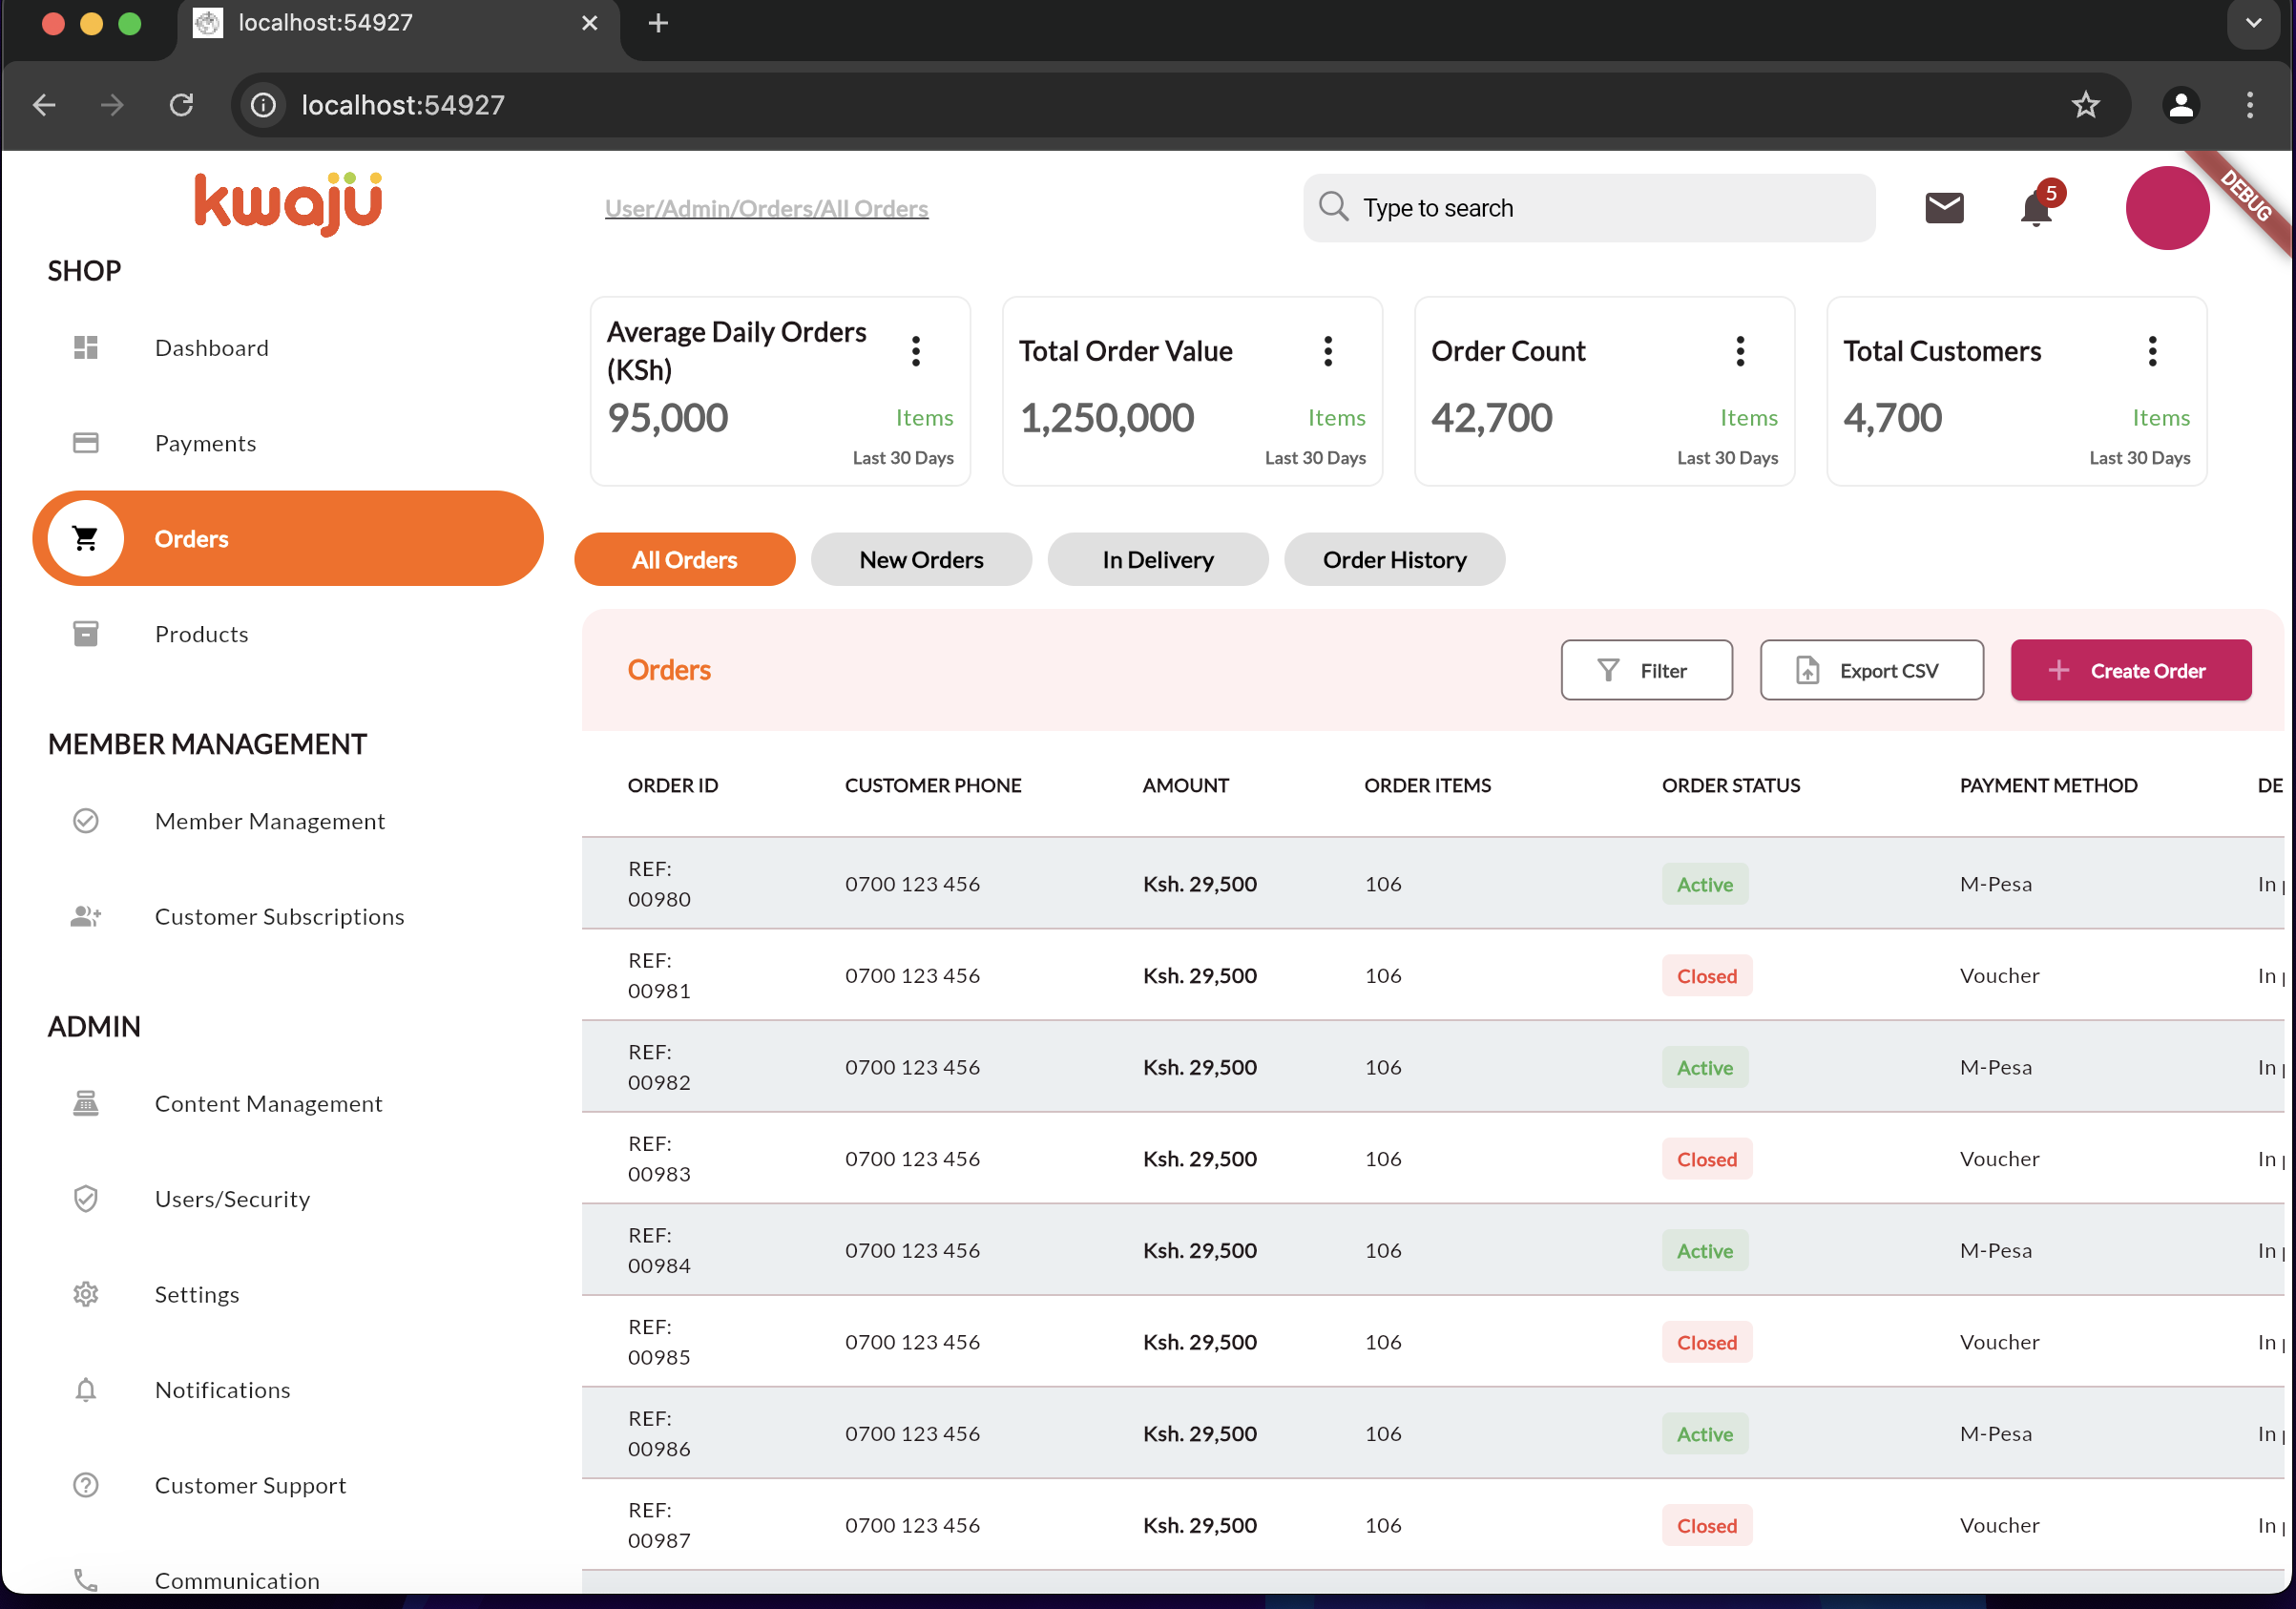 localhost:54927
localhost:54927
kwajü
User/Admin/Orders/All Orders
Type to search
5
DEBUG
SHOP
Dashboard
Payments
Orders
Products
MEMBER MANAGEMENT
Member Management
Customer Subscriptions
ADMIN
Content Management
Users/Security
Settings
Notifications
Customer Support
Communication
Average Daily Orders
(KSh)
95,000 Items
Last 30 Days
Total Order Value
1,250,000 Items
Last 30 Days
Order Count
42,700 Items
Last 30 Days
Total Customers
4,700 Items
Last 30 Days
All Orders New Orders In Delivery Order History
Orders Filter Export CSV Create Order
ORDER ID CUSTOMER PHONE AMOUNT ORDER ITEMS ORDER STATUS PAYMENT METHOD DE
REF:
00980 0700 123 456 Ksh. 29,500 106 Active M-Pesa In
REF:
00981 0700 123 456 Ksh. 29,500 106 Closed Voucher In
REF:
00982 0700 123 456 Ksh. 29,500 106 Active M-Pesa In
REF:
00983 0700 123 456 Ksh. 29,500 106 Closed Voucher In
REF:
00984 0700 123 456 Ksh. 29,500 106 Active M-Pesa In
REF:
00985 0700 123 456 Ksh. 29,500 106 Closed Voucher In
REF:
00986 0700 123 456 Ksh. 29,500 106 Active M-Pesa In
REF:
00987 0700 123 456 Ksh. 29,500 106 Closed Voucher In